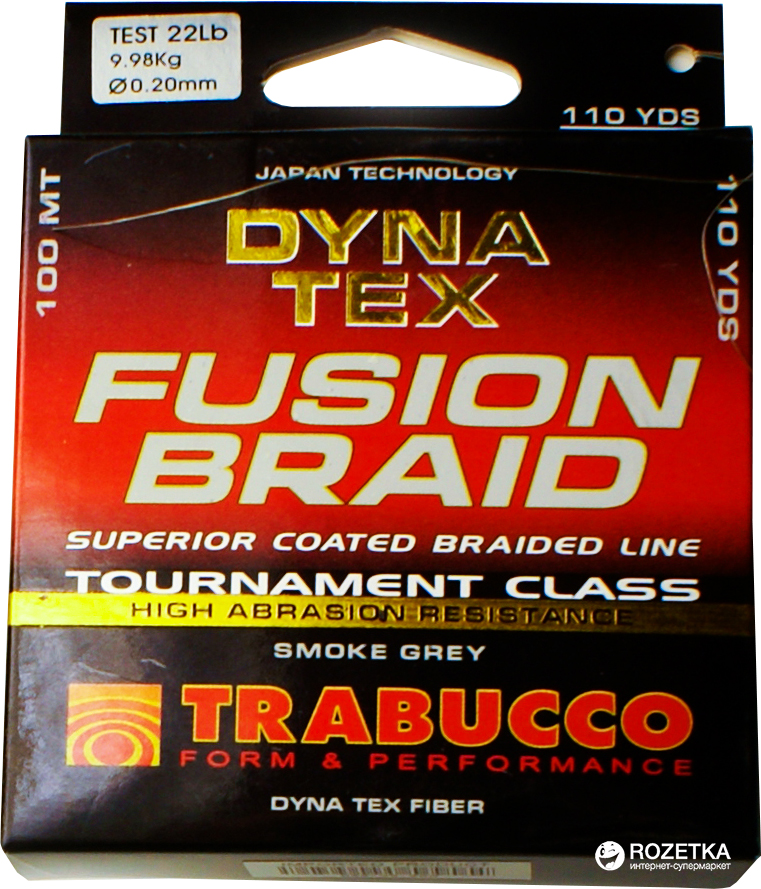 TEST 22Lb
9.98Kg
Ø0.20mm
110 YDS
100 MT
110 YDS
JAPAN TECHNOLOGY
DYNA
TEX
FUSION
BRAID
SUPERIOR COATED BRAIDED LINE
TOURNAMENT CLASS
HIGH ABRASION RESISTANCE
SMOKE GREY
TRABUCCO
FORM & PERFORMANCE
DYNA TEX FIBER
IMPORTED PRODUCT
ROZETKA
интернет-супермаркет